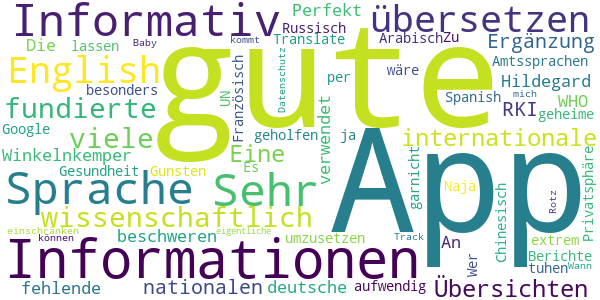 Informativ
gute
übersetzen
Perfekt
Russisch
Die lassen Baby
kommt
Translate
ArabischZu
Ergänzung
English
besonders
UN
Französisch
Datenschutz
wäre
Amtssprachen
per
Spanish
Hildegard
mich
fundierte
RKI
WHO
geheime
Google
viele
geholfen
ja
verwendet
internationale
Winkelnkemper
Eine
Es
Gesundheit
Gunsten
garnicht
Chinesisch
Privatsphäre
Sprache
Sehr
App
Naja
Rotz
wissenschaftlich
An
extrem
einschränken
eigentliche
können
beschweren
umzusetzen
Track
Wer
Berichte
tuhen
Wann
Informationen
fehlende
nationalen
deutsche
aufwendig
Übersichten